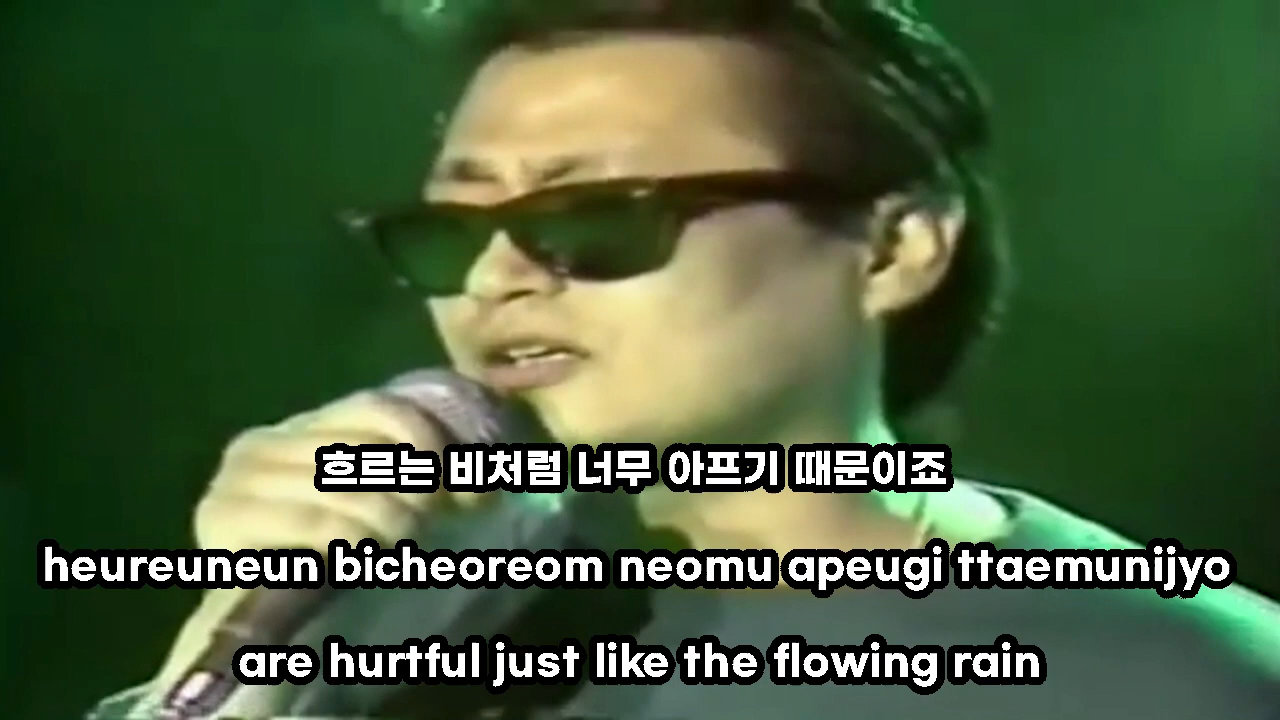 흐르는 비처럼 너무 아프기 때문이죠
heureuneun bicheoreom neomu apeugi ttaemunijyo
are hurtful just like the flowing rain